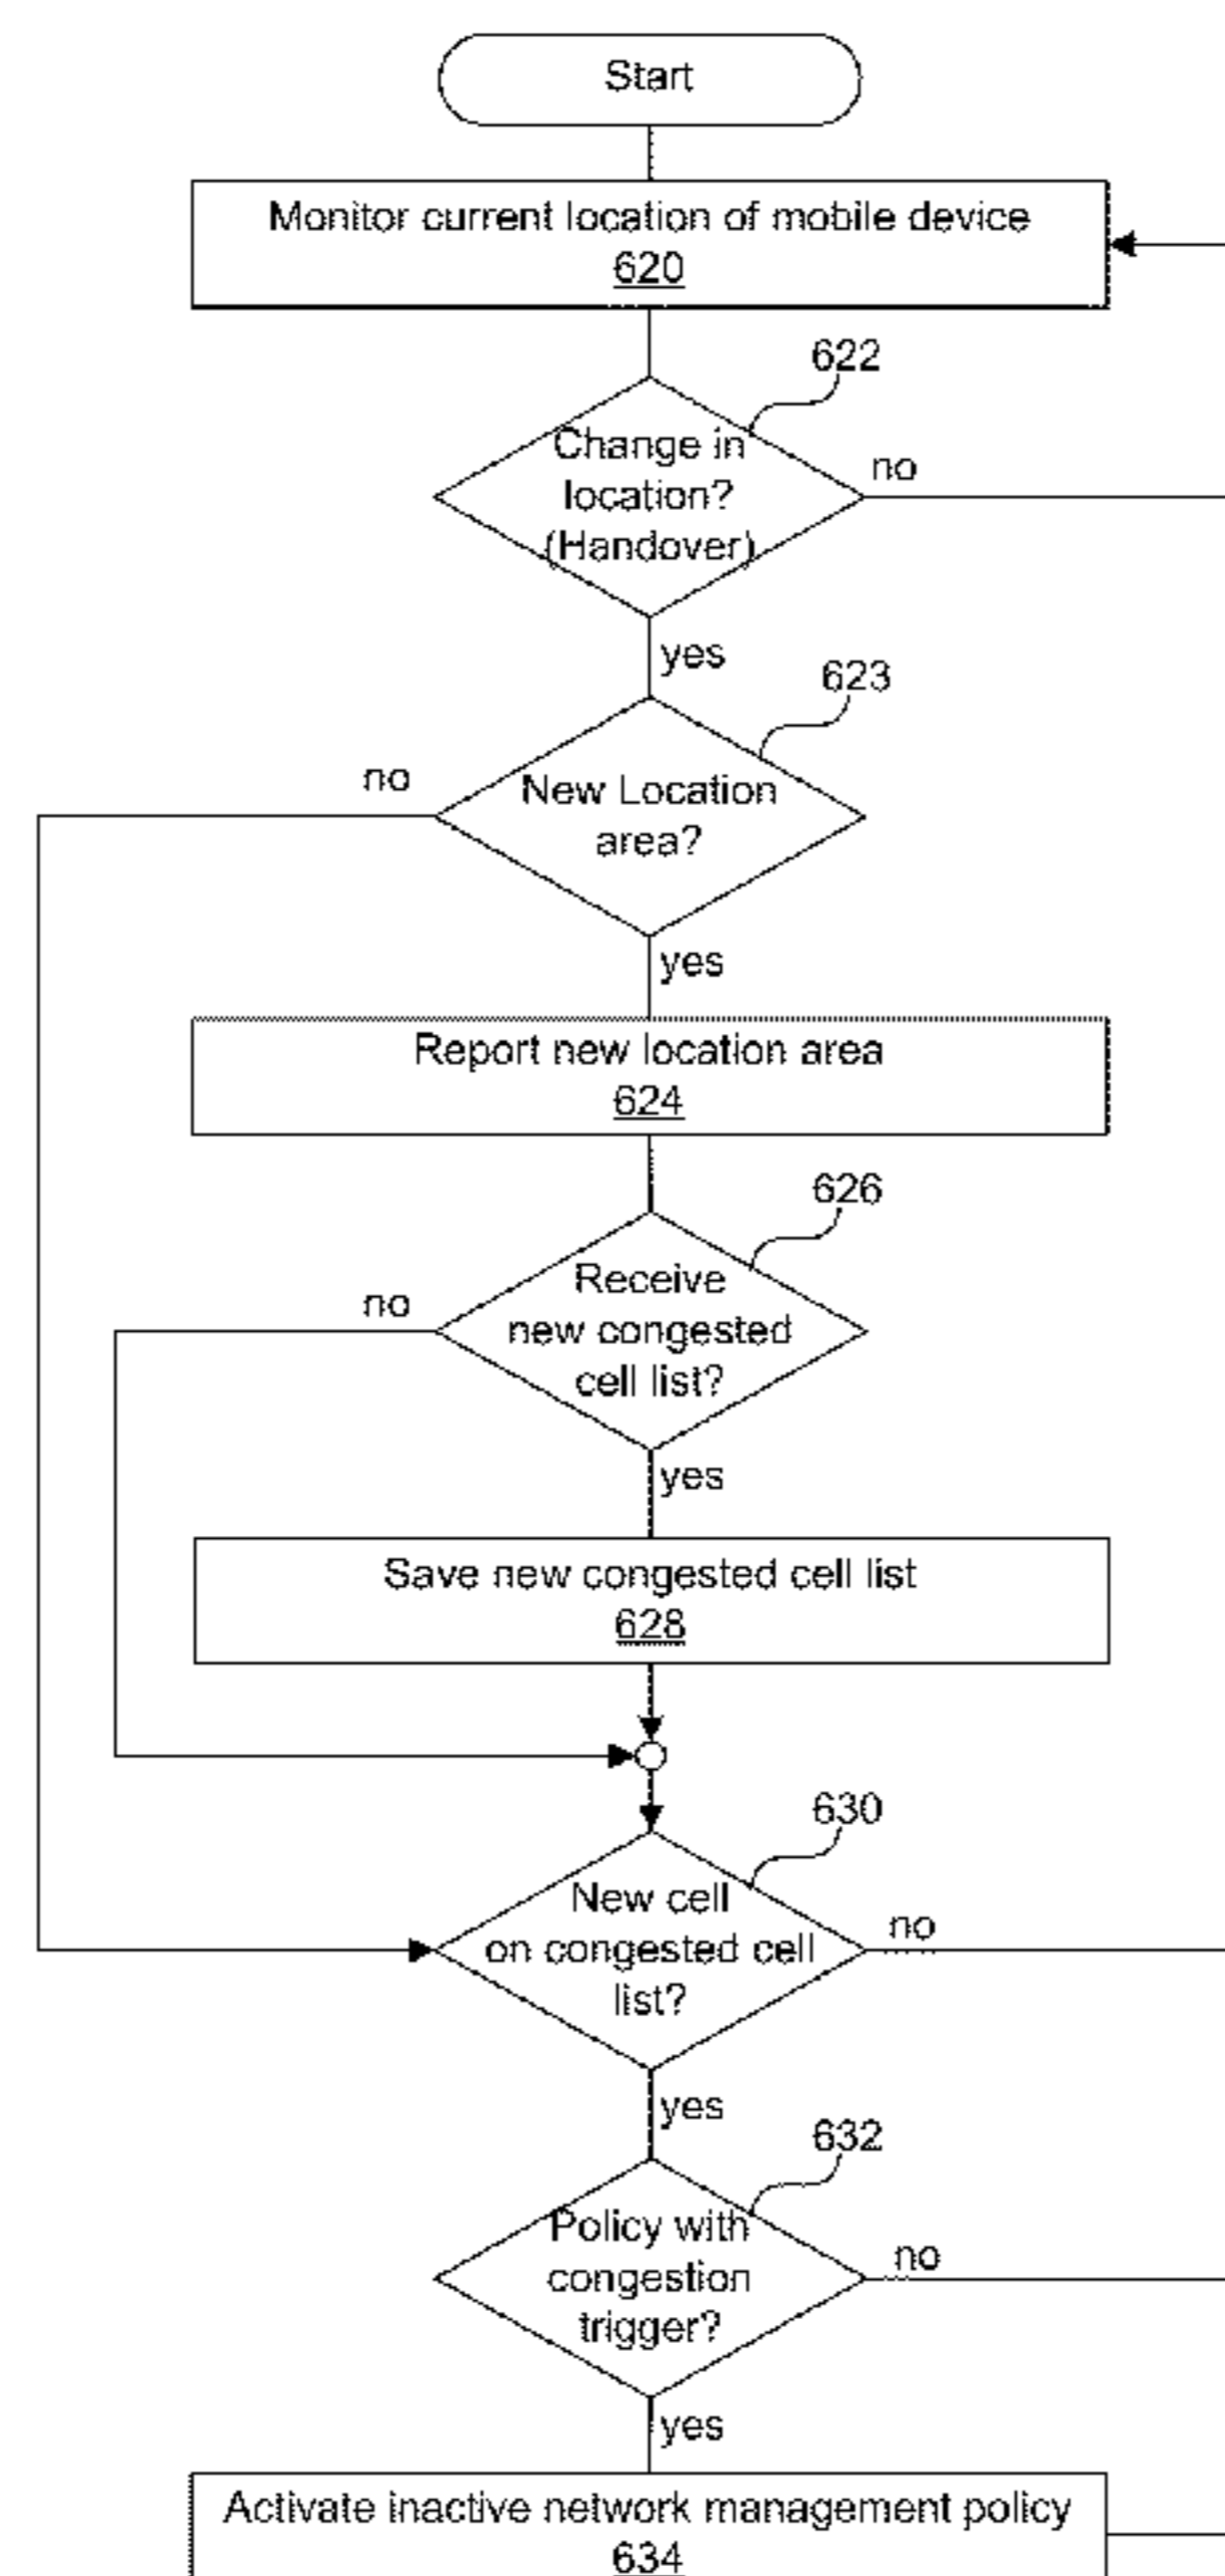 Start
Monitor current location of mobile device
620
622
Change in
location?
(Handover)
no
yes
623
no
New Location
area?
yes
Report new location area
624
626
no
Receive
new congested
cell list?
yes
Save new congested cell list
628
630
New cell
on congested cell
list?
no
yes
632
Policy with
congestion
trigger?
no
yes
Activate inactive network management policy
634